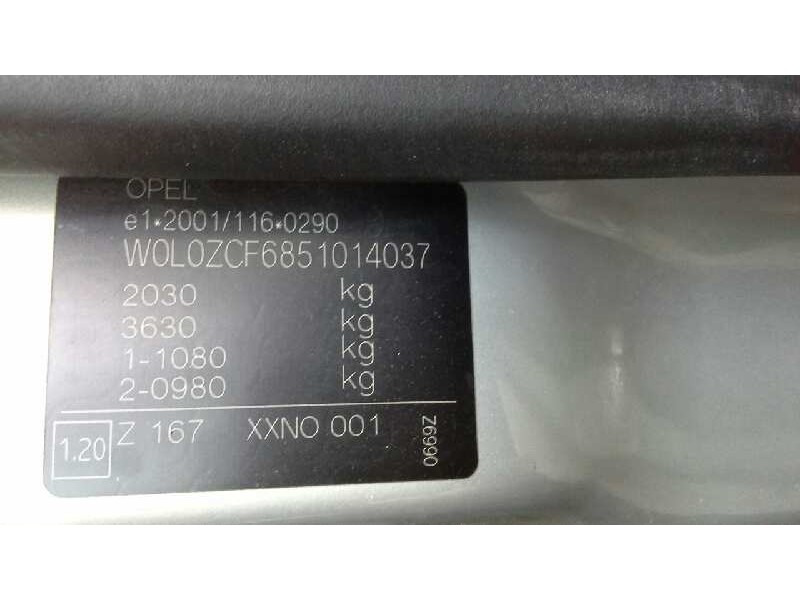 OPEL
e1*2001/116*0290
W0L0ZCF6851014037
2030 kg
3630 kg
1-1080 kg
2-0980 kg
1.20 Z 167 XXNO 001
0669Z